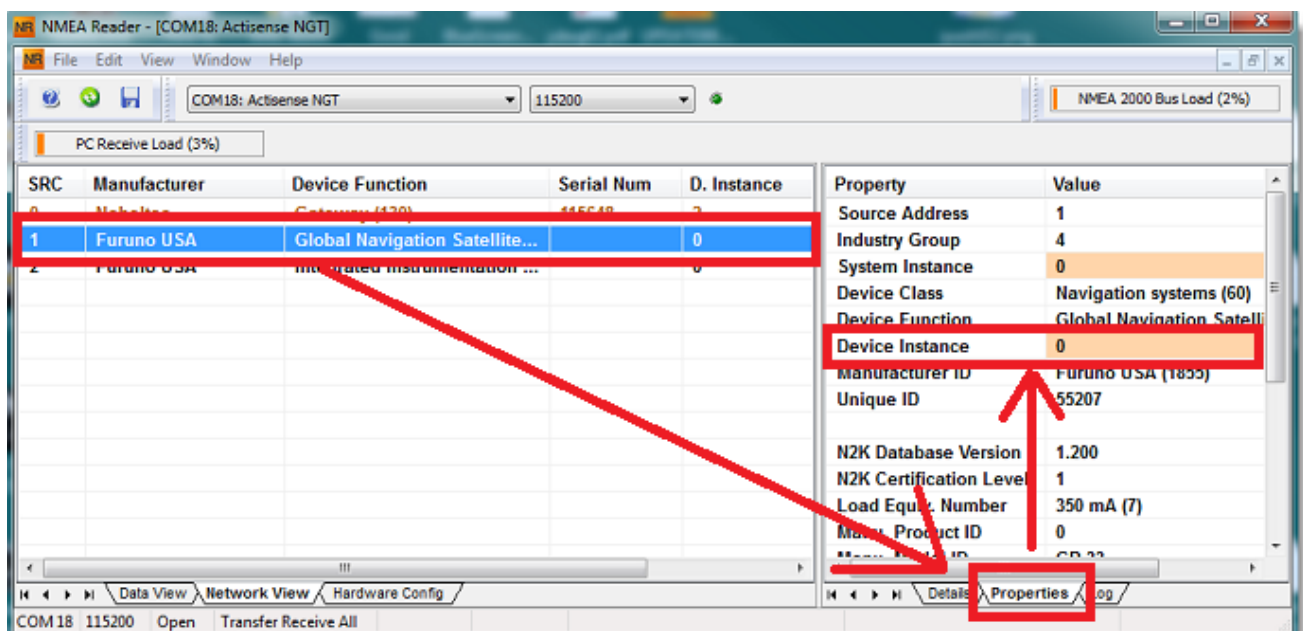 NMEA Reader - [COM18: Actisense NGT]
File Edit View Window Help
COM18: Actisense NGT 115200 NMEA 2000 Bus Load (2%)
PC Receive Load (3%)
SRC Manufacturer Device Function Serial Num D. Instance
1 Furuno USA Global Navigation Satellite... 0
2 Furuno USA Integrated Instrumentation ... 0
Property Value
Source Address 1
Industry Group 4
System Instance 0
Device Class Navigation systems (60)
Device Function Global Navigation Satelli
Device Instance 0
Manufacturer ID Furuno USA (1855)
Unique ID 55207
N2K Database Version 1.200
N2K Certification Level 1
Load Equiv. Number 350 mA (7)
Manu. Product ID 0
Data View Network View Hardware Config
Details Properties Log
COM 18 115200 Open Transfer Receive All